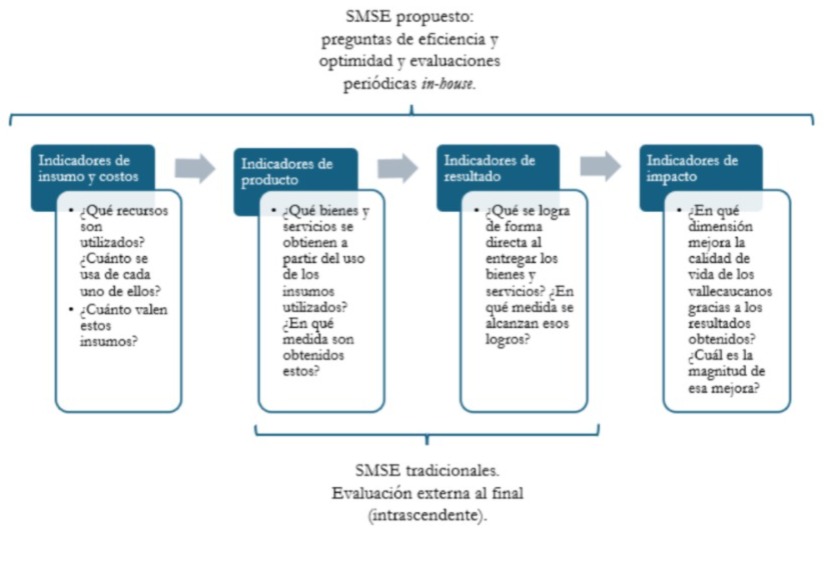 SMSE propuesto:
preguntas de eficiencia y
optimidad y evaluaciones
periódicas in-house.
Indicadores de
insumo y costos
• ¿Qué recursos
son
utilizados?
¿Cuánto se
usa de cada
uno de ellos?
• ¿Cuánto valen
estos
insumos?
Indicadores de
producto
• ¿Qué bienes y
servicios se
obtienen a
partir del uso
de los
insumos
utilizados?
¿En qué
medida son
obtenidos
estos?
Indicadores de
resultado
• ¿Qué se logra
de forma
directa al
entregar los
bienes y
servicios? ¿En
qué medida se
alcanzan esos
logros?
Indicadores de
impacto
• ¿En qué
dimensión
mejora la
calidad de
vida de los
vallecaucanos
gracias a los
resultados
obtenidos?
¿Cuál es la
magnitud de
esa mejora?
SMSE tradicionales.
Evaluación externa al final
(intrascendente).